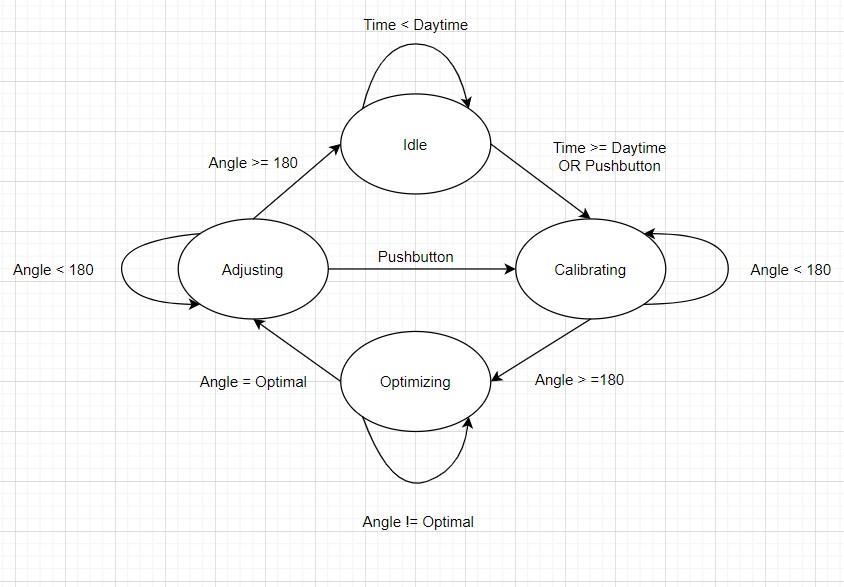 Time < Daytime
Idle
Time >= Daytime
OR Pushbutton
Angle >= 180
Pushbutton
Angle < 180
Adjusting
Calibrating
Angle < 180
Angle = Optimal
Optimizing
Angle > =180
Angle != Optimal